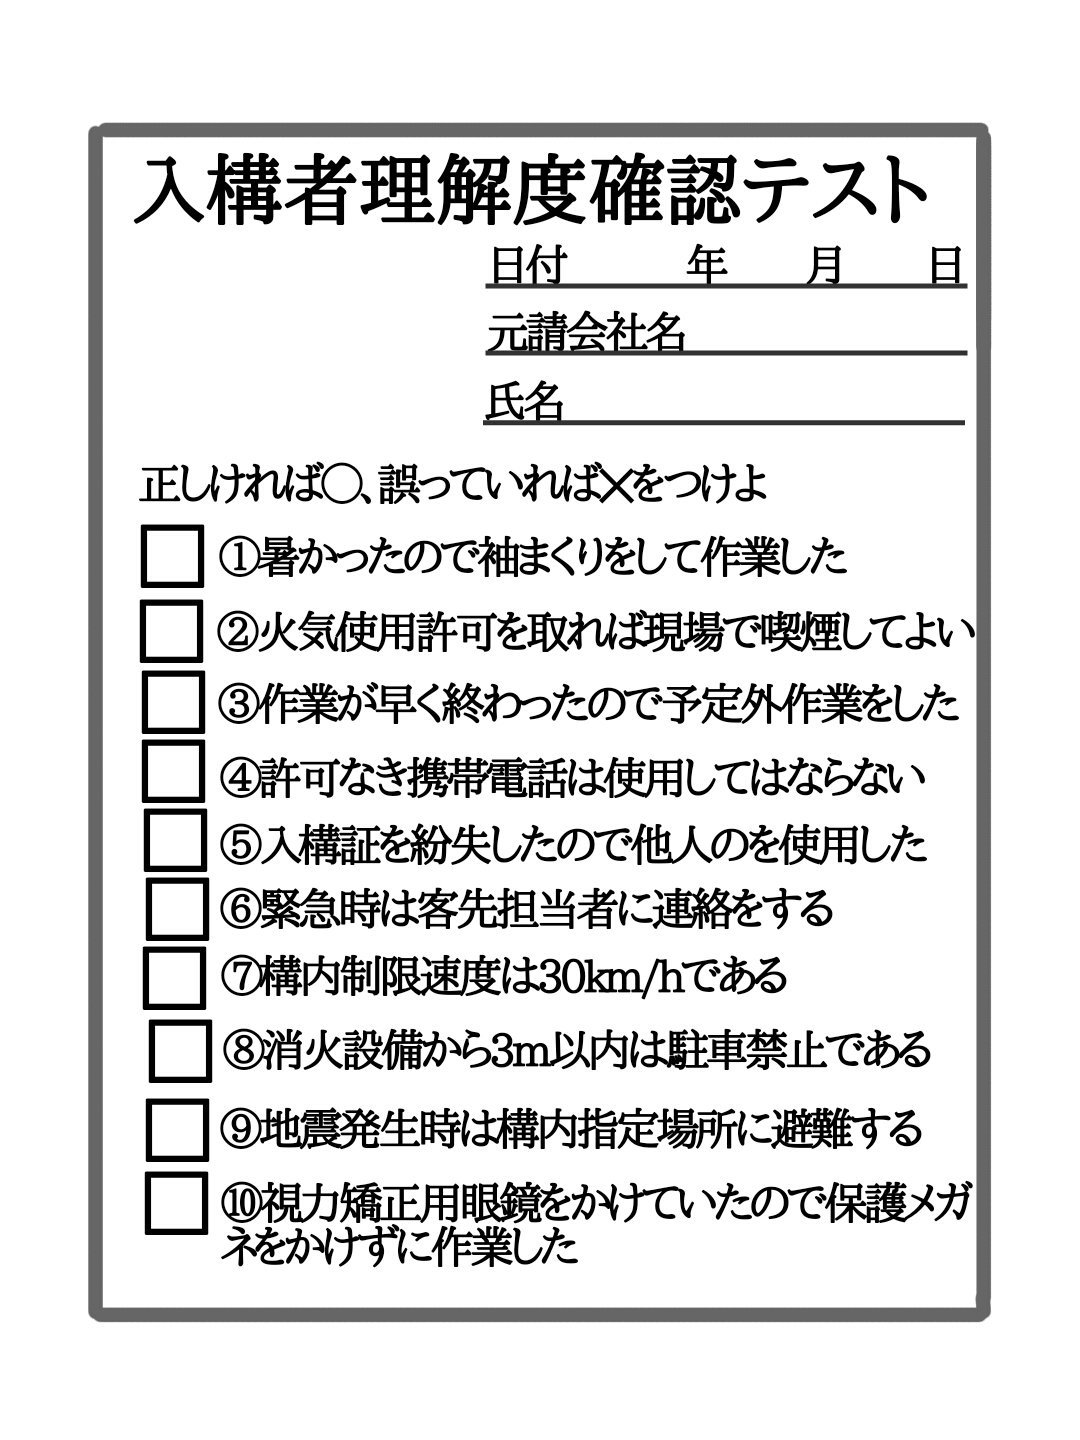 入構者理解度確認テスト
日付 年 月 日
元請会社名
氏名
正しければ◯、誤っていれば✕をつけよ
①暑かったので袖まくりをして作業した
②火気使用許可を取れば現場で喫煙してよい
③作業が早く終わったので予定外作業をした
④許可なき携帯電話は使用してはならない
⑤入構証を紛失したので他人のを使用した
⑥緊急時は客先担当者に連絡をする
⑦構内制限速度は30km/hである
⑧消火設備から3m以内は駐車禁止である
⑨地震発生時は構内指定場所に避難する
⑩視力矯正用眼鏡をかけていたので保護メガ
ネをかけずに作業した